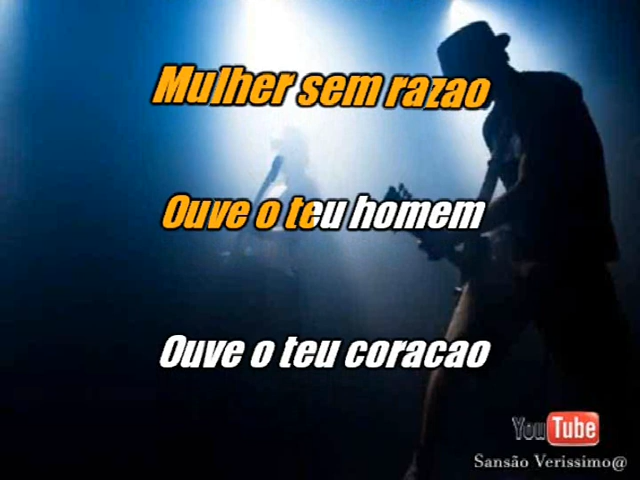 Mulher sem razao
Ouve o teu homem
Ouve o teu coracao
YouTube
Sansão Verissimo@